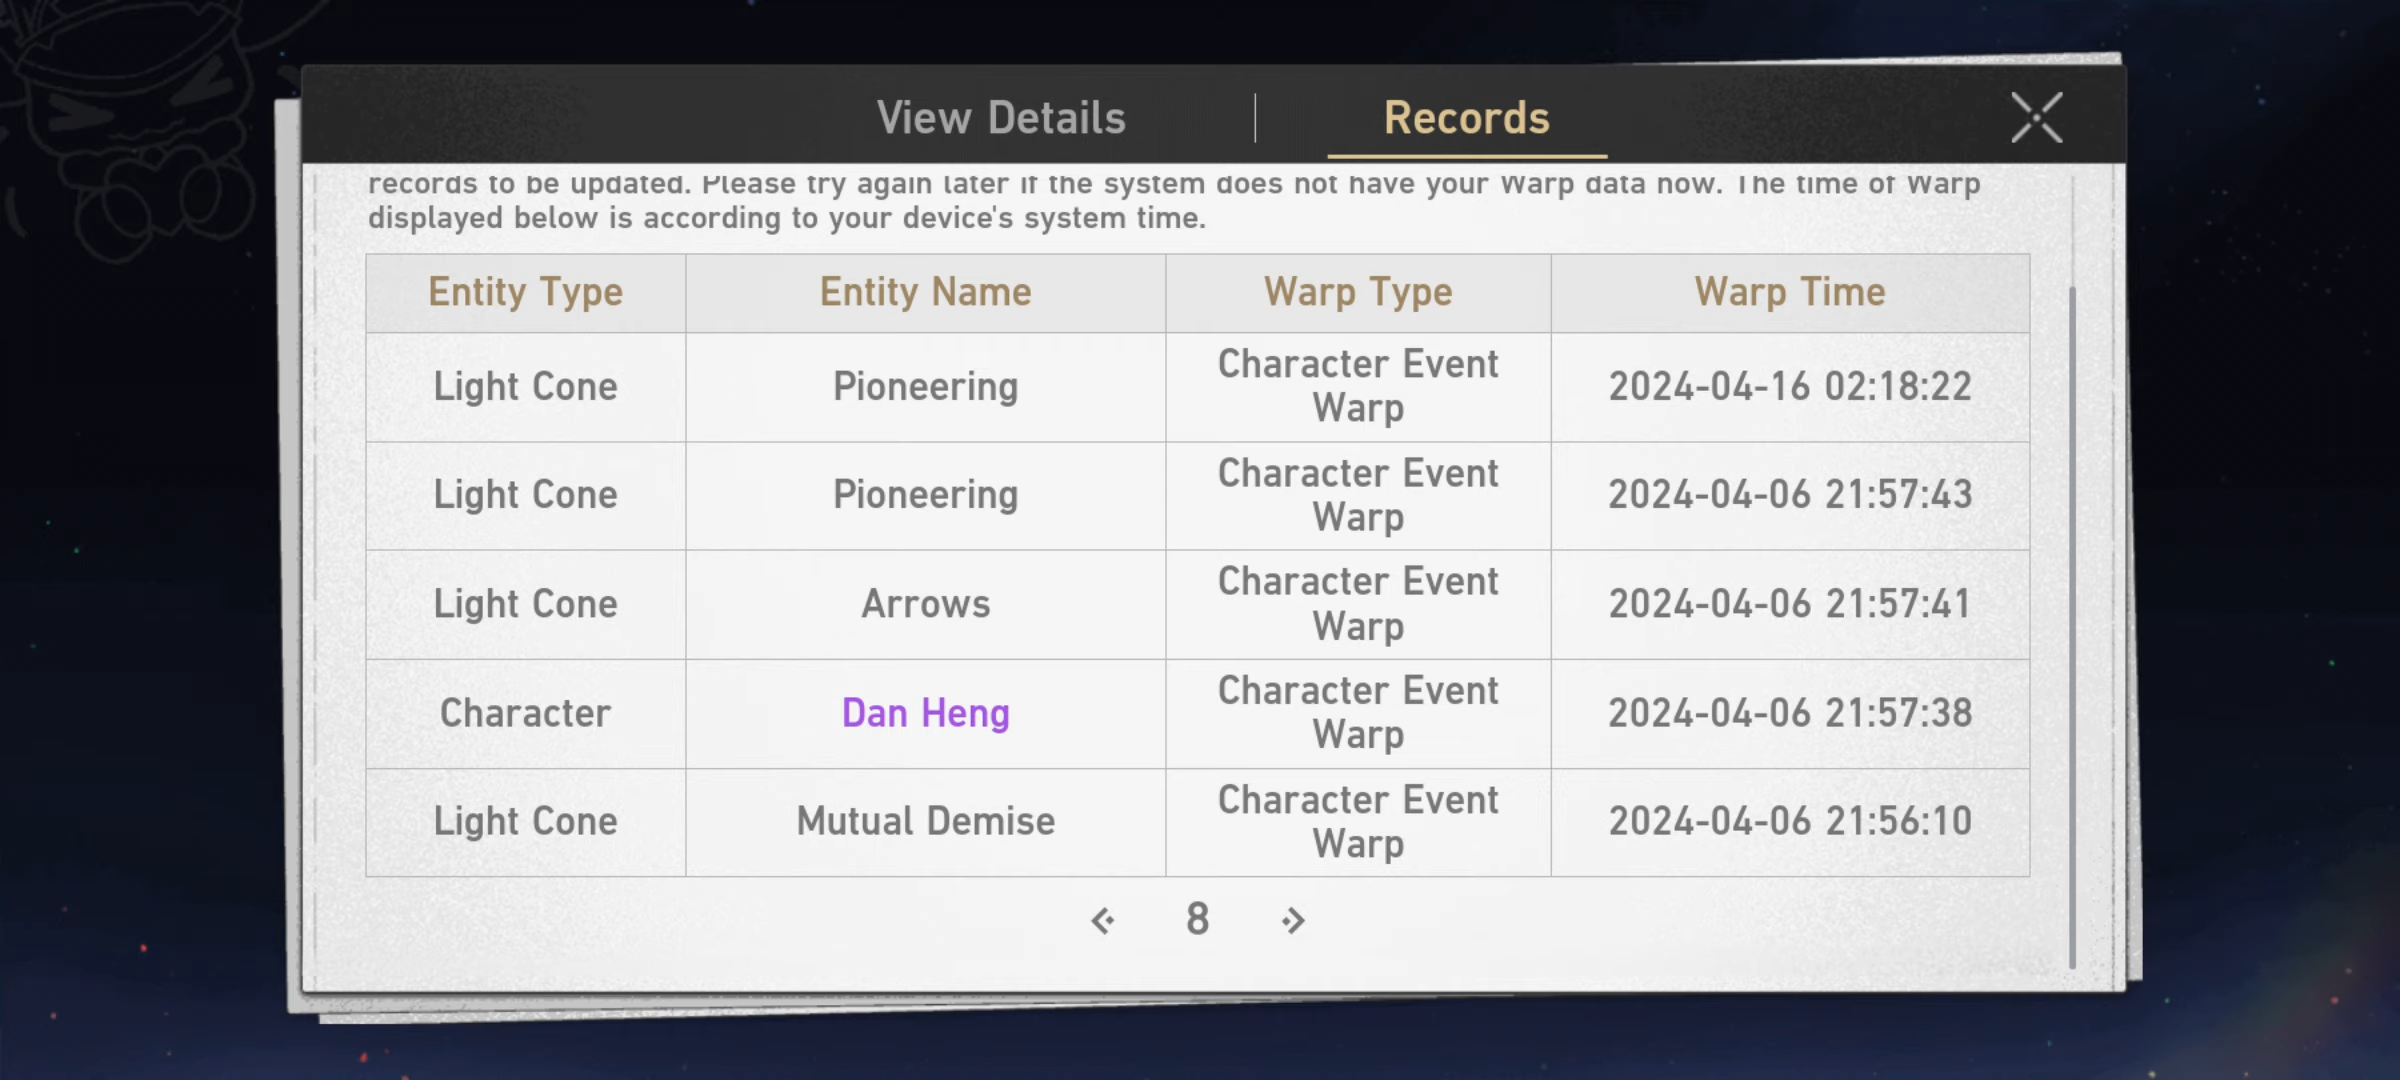 View Details
Records
records to be updated. Please try again later if the system does not have your Warp data now. The time of Warp
displayed below is according to your device's system time.
Entity Type Entity Name Warp Type Warp Time
Light Cone Pioneering Character Event Warp 2024-04-16 02:18:22
Light Cone Pioneering Character Event Warp 2024-04-06 21:57:43
Light Cone Arrows Character Event Warp 2024-04-06 21:57:41
Character Dan Heng Character Event Warp 2024-04-06 21:57:38
Light Cone Mutual Demise Character Event Warp 2024-04-06 21:56:10
8